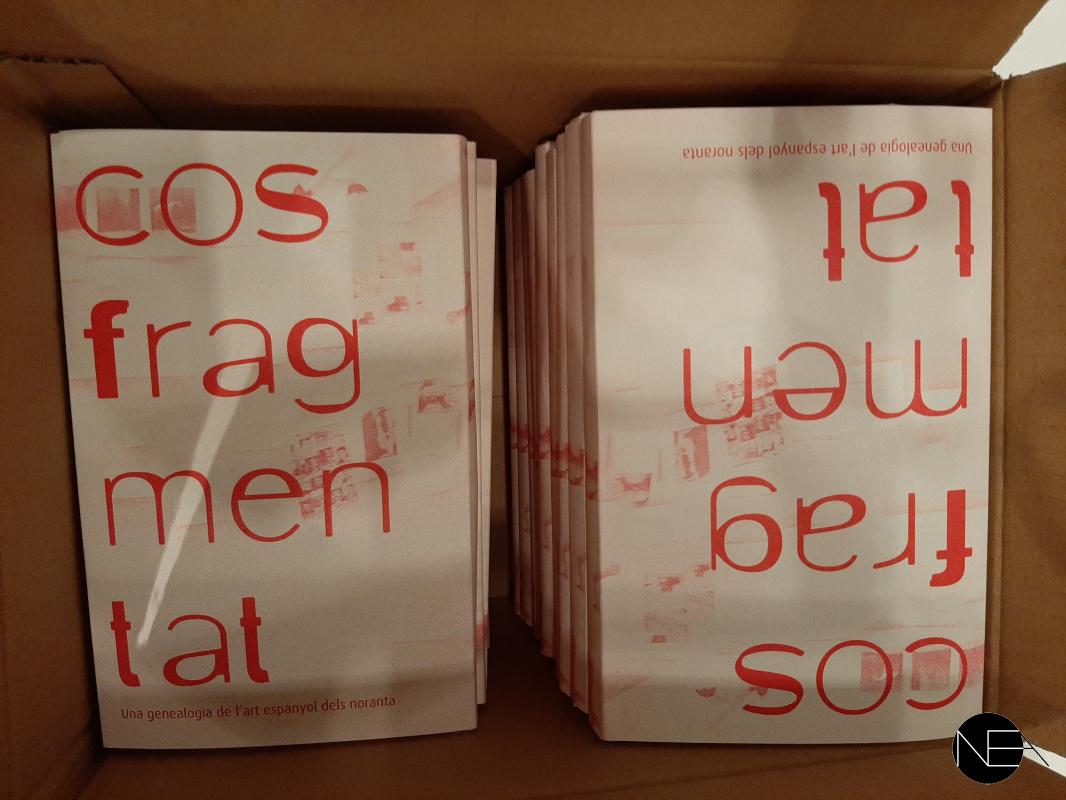 cos
frag
men
tat
Una genealogia de l'art espanyol dels noranta
Una genealogia de l'art espanyol dels noranta
tat
men
frag
cos
NEA